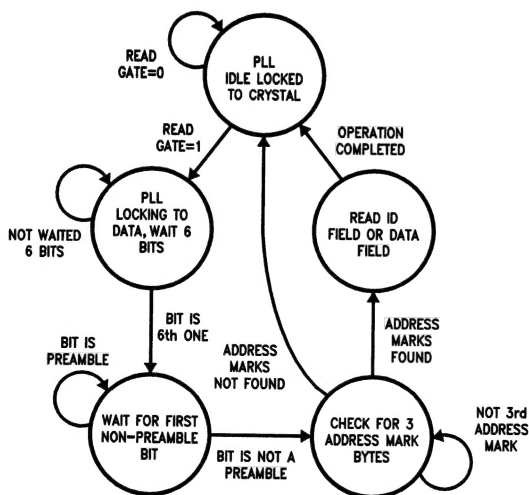 READ
GATE=0
PLL
IDLE LOCKED
TO CRYSTAL
READ
GATE=1
OPERATION
COMPLETED
PLL
LOCKING TO
DATA, WAIT 6
BITS
NOT WAITED
6 BITS
READ ID
FIELD OR DATA
FIELD
BIT IS
6th ONE
ADDRESS
MARKS
FOUND
BIT IS
PREAMBLE
ADDRESS
MARKS
NOT FOUND
WAIT FOR FIRST
NON-PREAMBLE
BIT
BIT IS NOT A
PREAMBLE
CHECK FOR 3
ADDRESS MARK
BYTES
NOT 3rd
ADDRESS
MARK